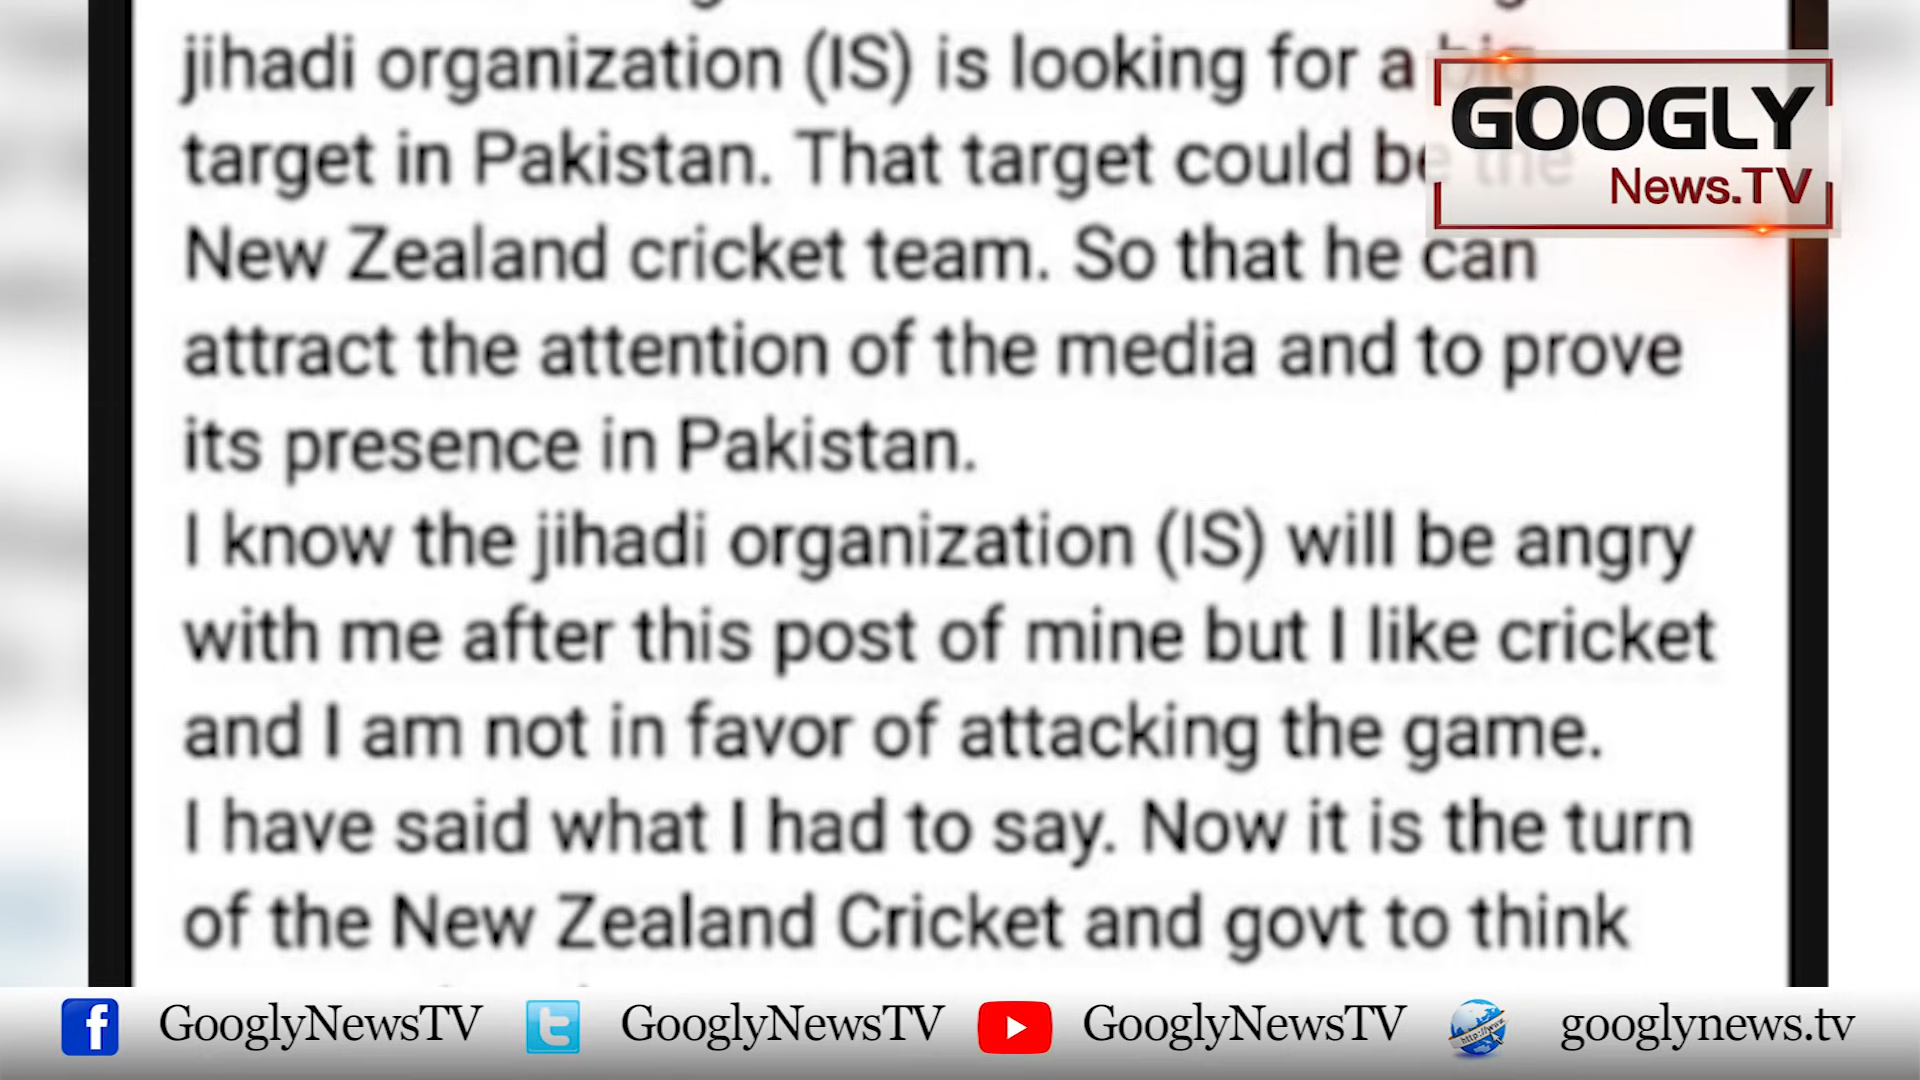 jihadi organization (IS) is looking for a big
target in Pakistan. That target could be the
New Zealand cricket team. So that he can
attract the attention of the media and to prove
its presence in Pakistan.
I know the jihadi organization (IS) will be angry
with me after this post of mine but I like cricket
and I am not in favor of attacking the game.
I have said what I had to say. Now it is the turn
of the New Zealand Cricket and govt to think
GOOGLY
News.TV
GooglyNewsTV GooglyNewsTV GooglyNewsTV googlynews.tv